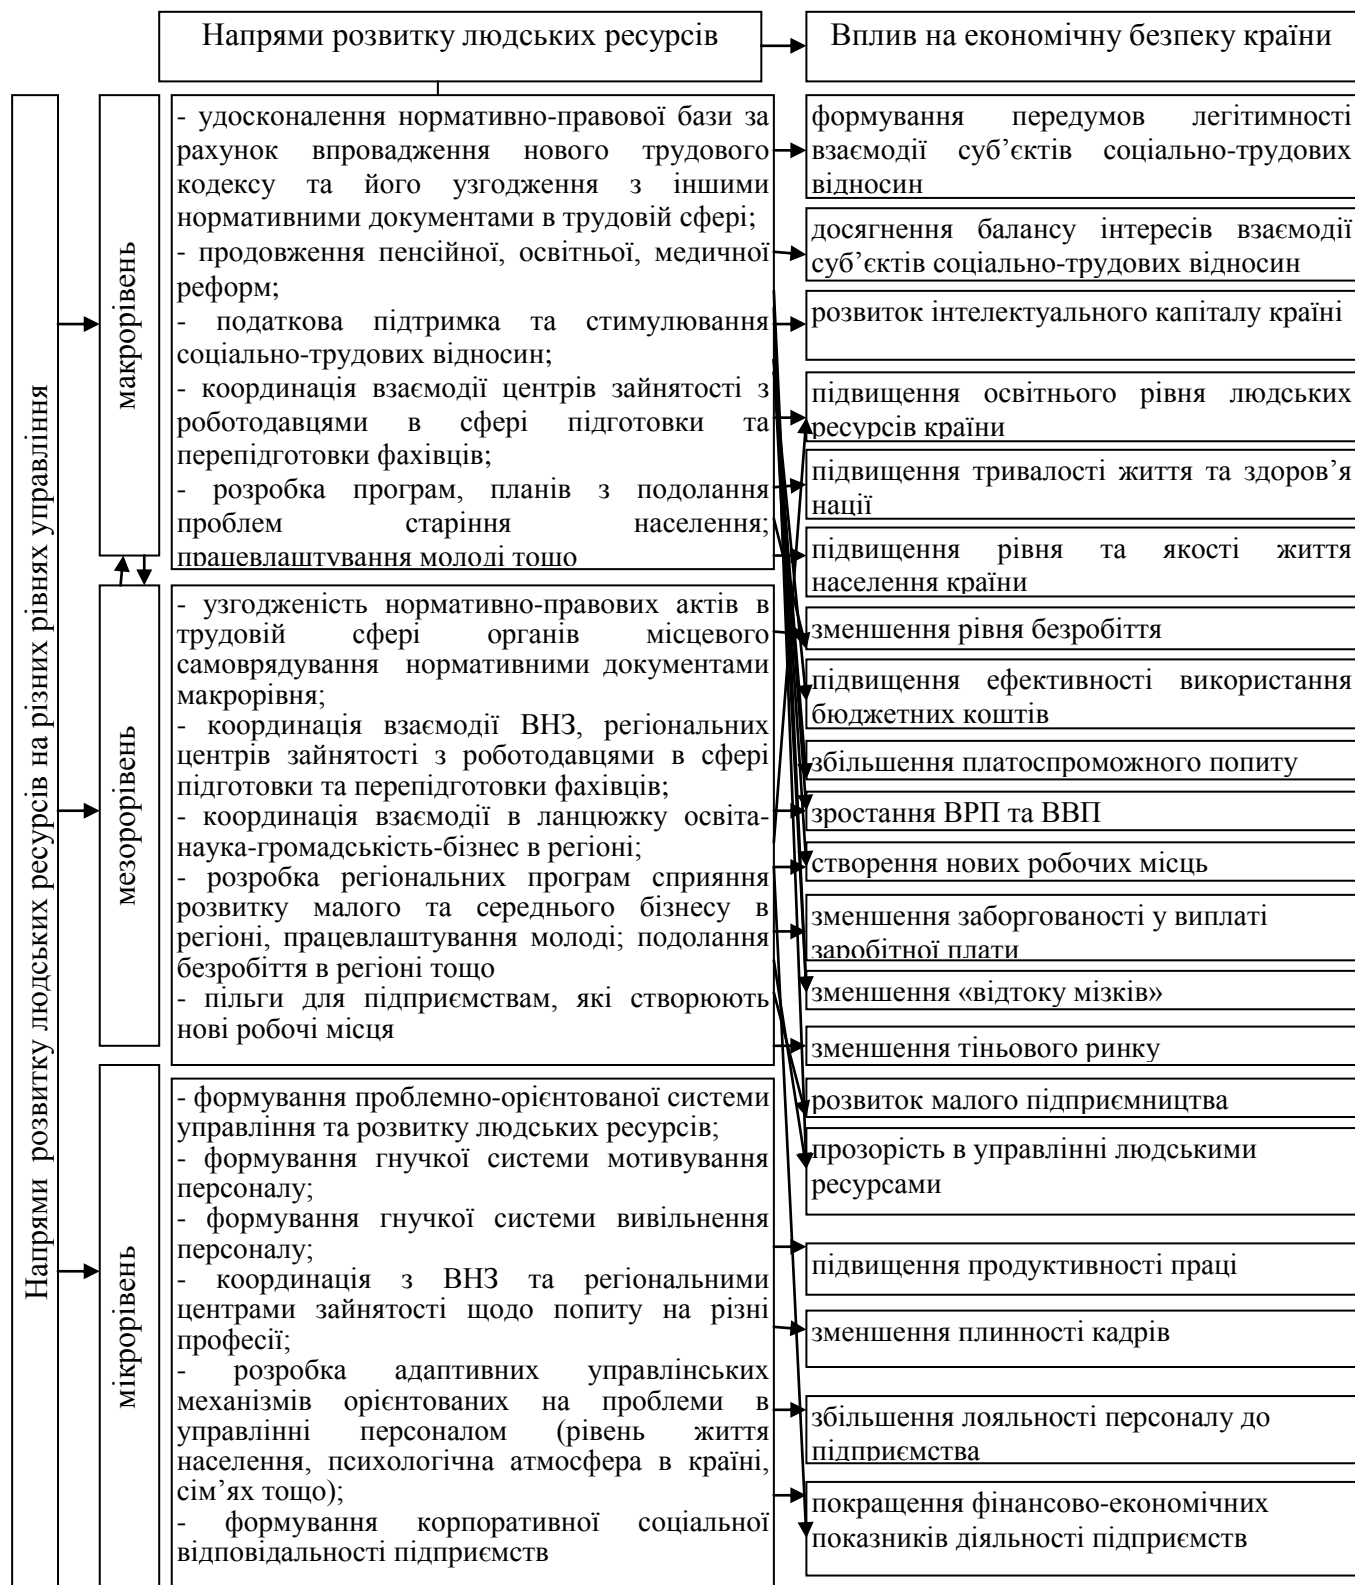 Напрями розвитку людських ресурсів
Вплив на економічну безпеку країни
Напрями розвитку людських ресурсів на різних рівнях управління
макрорівень
- удосконалення нормативно-правової бази за
рахунок впровадження нового трудового
кодексу та його узгодження з іншими
нормативними документами в трудовій сфері;
- продовження пенсійної, освітньої, медичної
реформ;
- податкова підтримка та стимулювання
соціально-трудових відносин;
- координація взаємодії центрів зайнятості з
роботодавцями в сфері підготовки та
перепідготовки фахівців;
- розробка програм, планів з подолання
проблем старіння населення;
працевлаштування молоді тощо
мезорівень
- узгодженість нормативно-правових актів в
трудовій сфері органів місцевого
самоврядування нормативними документами
макрорівня;
- координація взаємодії ВНЗ, регіональних
центрів зайнятості з роботодавцями в сфері
підготовки та перепідготовки фахівців;
- координація взаємодії в ланцюжку освіта-
наука-громадськість-бізнес в регіоні;
- розробка регіональних програм сприяння
розвитку малого та середнього бізнесу в
регіоні, працевлаштування молоді; подолання
безробіття в регіоні тощо
- пільги для підприємствам, які створюють
нові робочі місця
мікрорівень
- формування проблемно-орієнтованої системи
управління та розвитку людських ресурсів;
- формування гнучкої системи мотивування
персоналу;
- формування гнучкої системи вивільнення
персоналу;
- координація з ВНЗ та регіональними
центрами зайнятості щодо попиту на різні
професії;
- розробка адаптивних управлінських
механізмів орієнтованих на проблеми в
управлінні персоналом (рівень життя
населення, психологічна атмосфера в країні,
сім’ях тощо);
- формування корпоративної соціальної
відповідальності підприємств
формування передумов легітимності
взаємодії суб’єктів соціально-трудових
відносин
досягнення балансу інтересів взаємодії
суб’єктів соціально-трудових відносин
розвиток інтелектуального капіталу країні
підвищення освітнього рівня людських
ресурсів країни
підвищення тривалості життя та здоров’я
нації
підвищення рівня та якості життя
населення країни
зменшення рівня безробіття
підвищення ефективності використання
бюджетних коштів
збільшення платоспроможного попиту
зростання ВРП та ВВП
створення нових робочих місць
зменшення заборгованості у виплаті
заробітної плати
зменшення «відтоку мізків»
зменшення тіньового ринку
розвиток малого підприємництва
прозорість в управлінні людськими
ресурсами
підвищення продуктивності праці
зменшення плинності кадрів
збільшення лояльності персоналу до
підприємства
покращення фінансово-економічних
показників діяльності підприємств